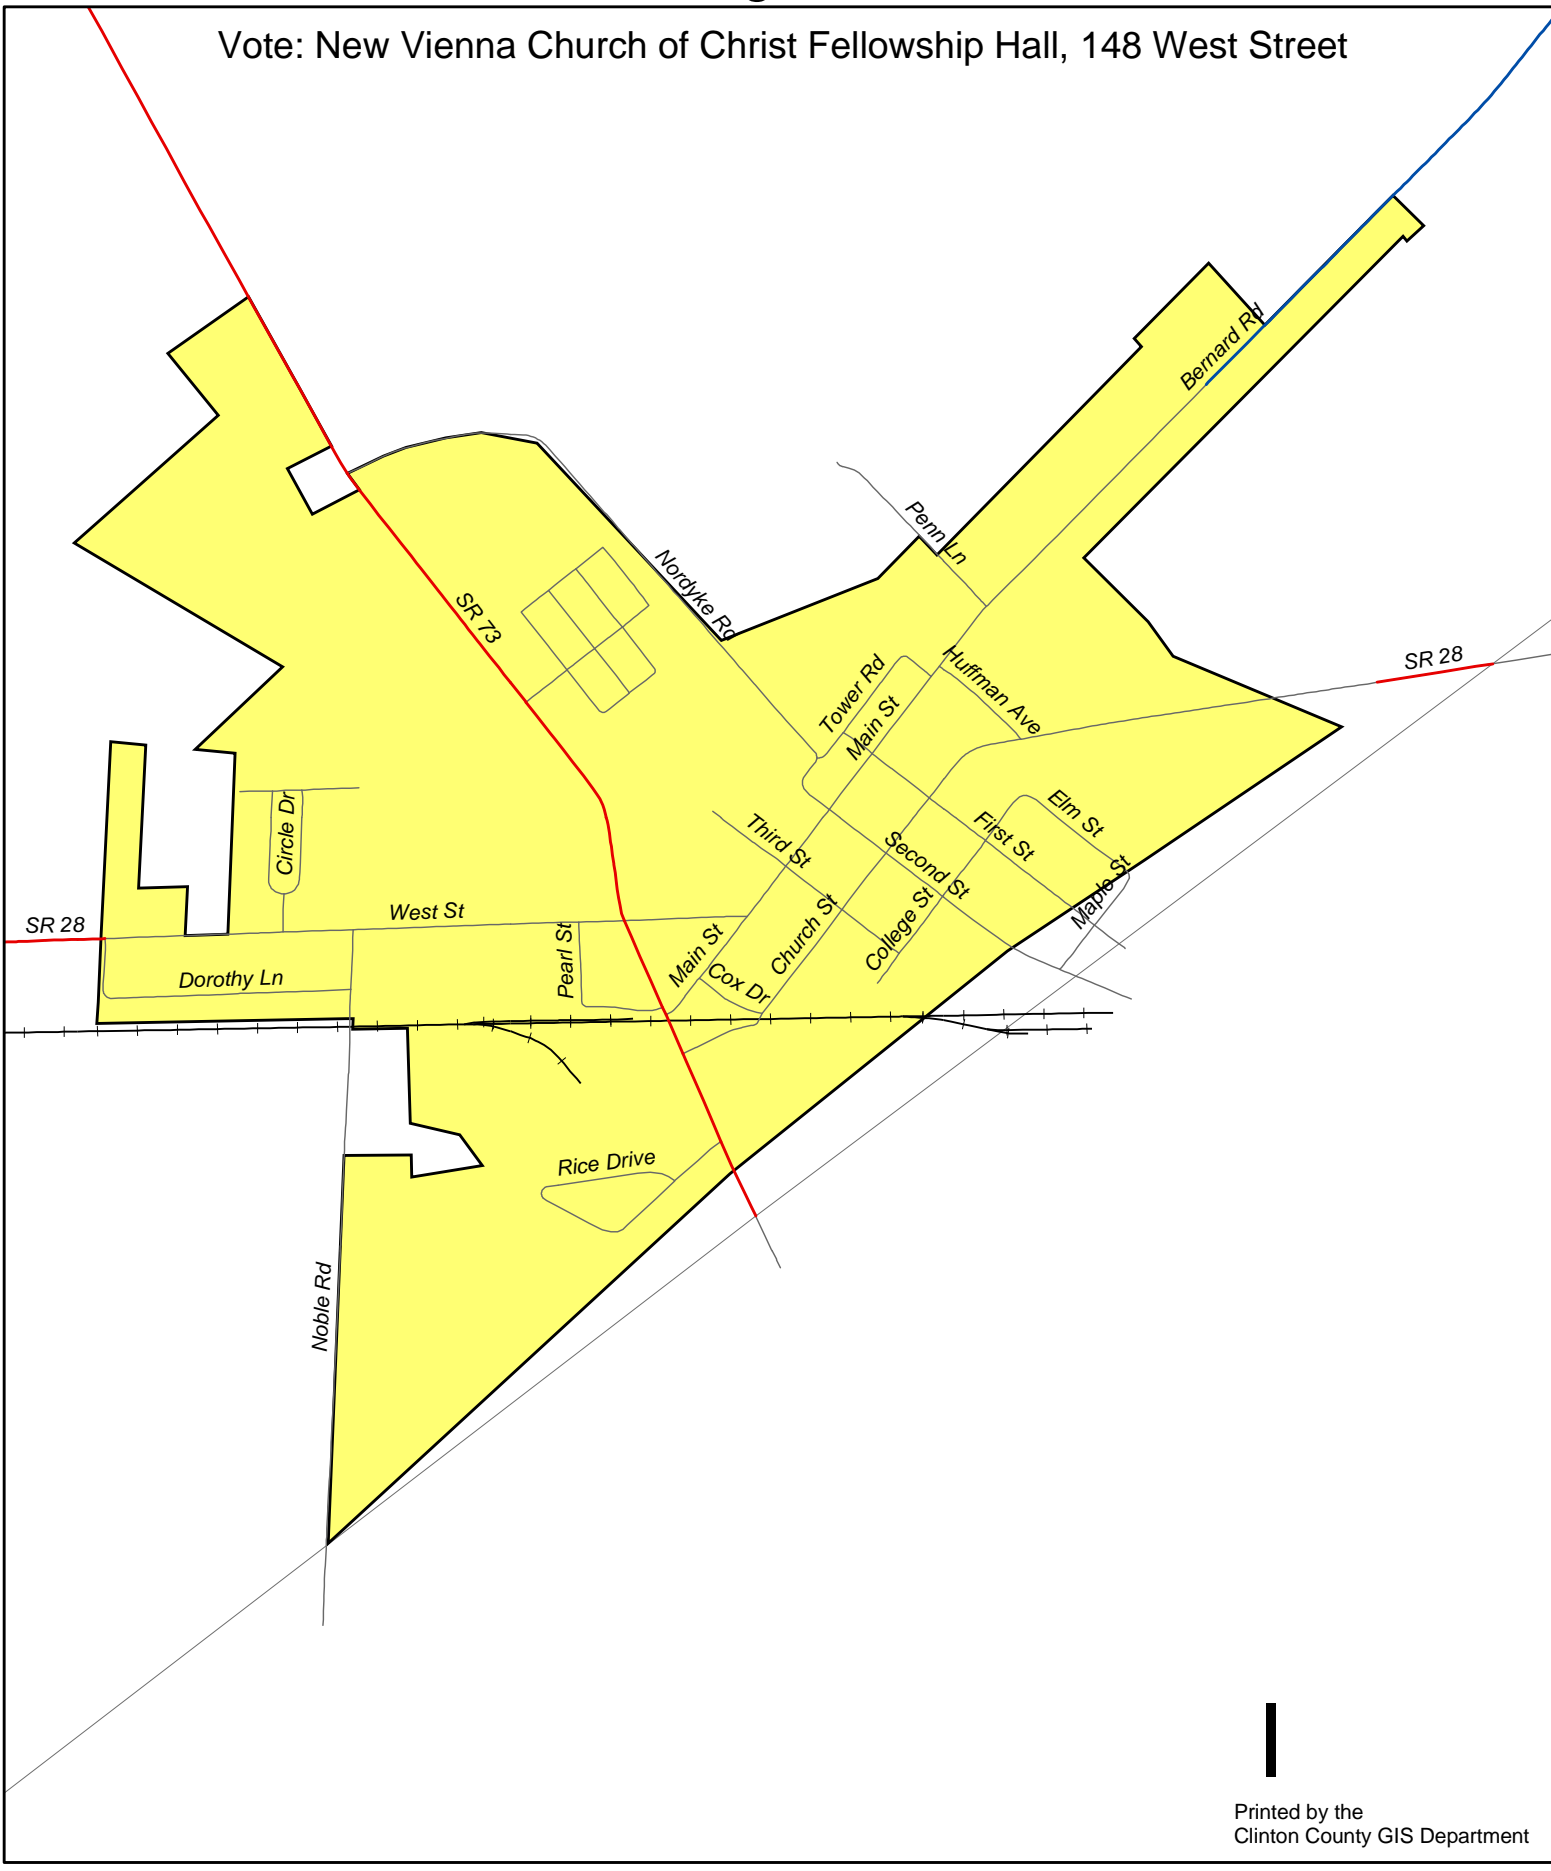 Vote: New Vienna Church of Christ Fellowship Hall, 148 West Street
Bernard Rd
Penn Ln
Nordyke Rd
SR 73
Huffman Ave
SR 28
Tower Rd
Main St
Elm St
Circle Dr
Third St
First St
Second St
Maple St
West St
SR 28
Church St
College St
Pearl St
Main St
Dorothy Ln
Cox Dr
Rice Drive
Noble Rd
Printed by the
Clinton County GIS Department